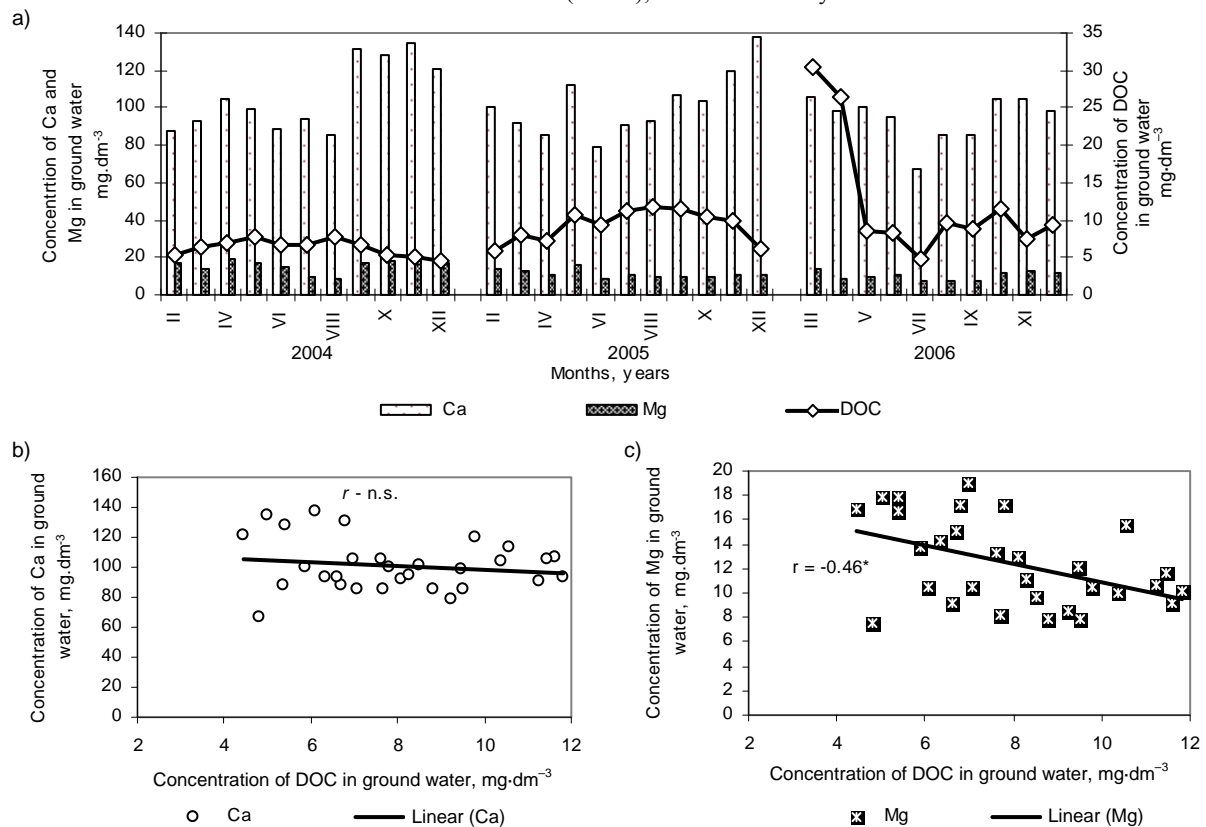 a)
Concentrtion of Ca and
Mg in ground water
mg.dm-3
140
120
100
80
60
40
20
0
35
30
25
20
15
10
5
0
Concentration of DOC
in ground water
mg·dm−3
II
IV
VI
VIII
X
XII
II
IV
VI
VIII
X
XII
III
V
VII
IX
XI
2004
2005
2006
Months, years
Ca
Mg
DOC
b)
Concentration of Ca in ground
water, mg.dm-3
160
140
120
100
80
60
40
20
0
r - n.s.
2
4
6
8
10
12
Concentration of DOC in ground water, mg·dm−3
Ca
Linear (Ca)
c)
Concentration of Mg in ground
water, mg.dm-3
20
18
16
14
12
10
8
6
4
2
0
r = -0.46*
2
4
6
8
10
12
Concentration of DOC in ground water, mg·dm−3
Mg
Linear (Mg)